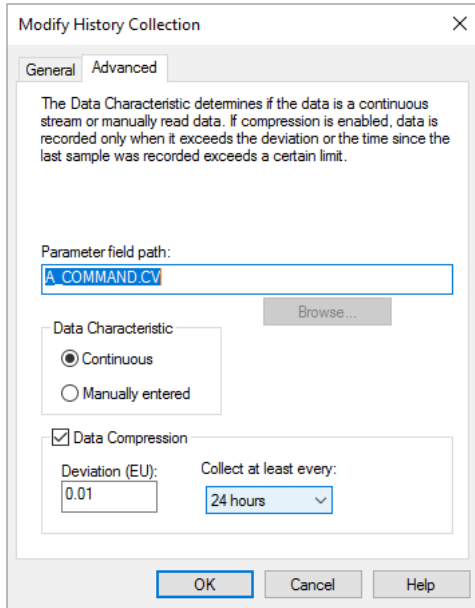 Modify History Collection
General Advanced
The Data Characteristic determines if the data is a continuous
stream or manually read data. If compression is enabled, data is
recorded only when it exceeds the deviation or the time since the
last sample was recorded exceeds a certain limit.
Parameter field path:
A_COMMAND.CV
Browse...
Data Characteristic
Continuous
Manually entered
Data Compression
Deviation (EU): Collect at least every:
0.01 24 hours
OK Cancel Help